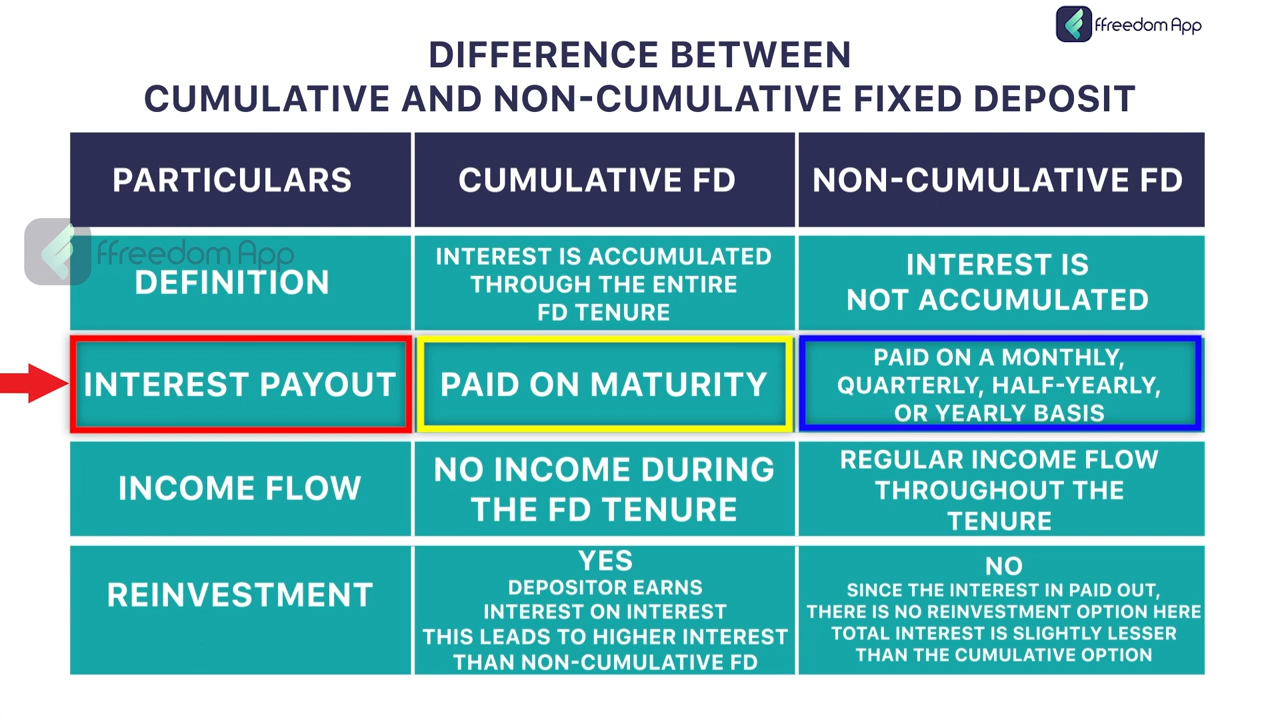 ffreedom App
DIFFERENCE BETWEEN
CUMULATIVE AND NON-CUMULATIVE FIXED DEPOSIT
PARTICULARS
CUMULATIVE FD
NON-CUMULATIVE FD
ffreedom App
DEFINITION
INTEREST IS ACCUMULATED
THROUGH THE ENTIRE
FD TENURE
INTEREST IS
NOT ACCUMULATED
INTEREST PAYOUT
PAID ON MATURITY
PAID ON A MONTHLY,
QUARTERLY, HALF-YEARLY,
OR YEARLY BASIS
INCOME FLOW
NO INCOME DURING
THE FD TENURE
REGULAR INCOME FLOW
THROUGHOUT THE
TENURE
REINVESTMENT
YES
DEPOSITOR EARNS
INTEREST ON INTEREST
THIS LEADS TO HIGHER INTEREST
THAN NON-CUMULATIVE FD
NO
SINCE THE INTEREST IN PAID OUT,
THERE IS NO REINVESTMENT OPTION HERE
TOTAL INTEREST IS SLIGHTLY LESSER
THAN THE CUMULATIVE OPTION